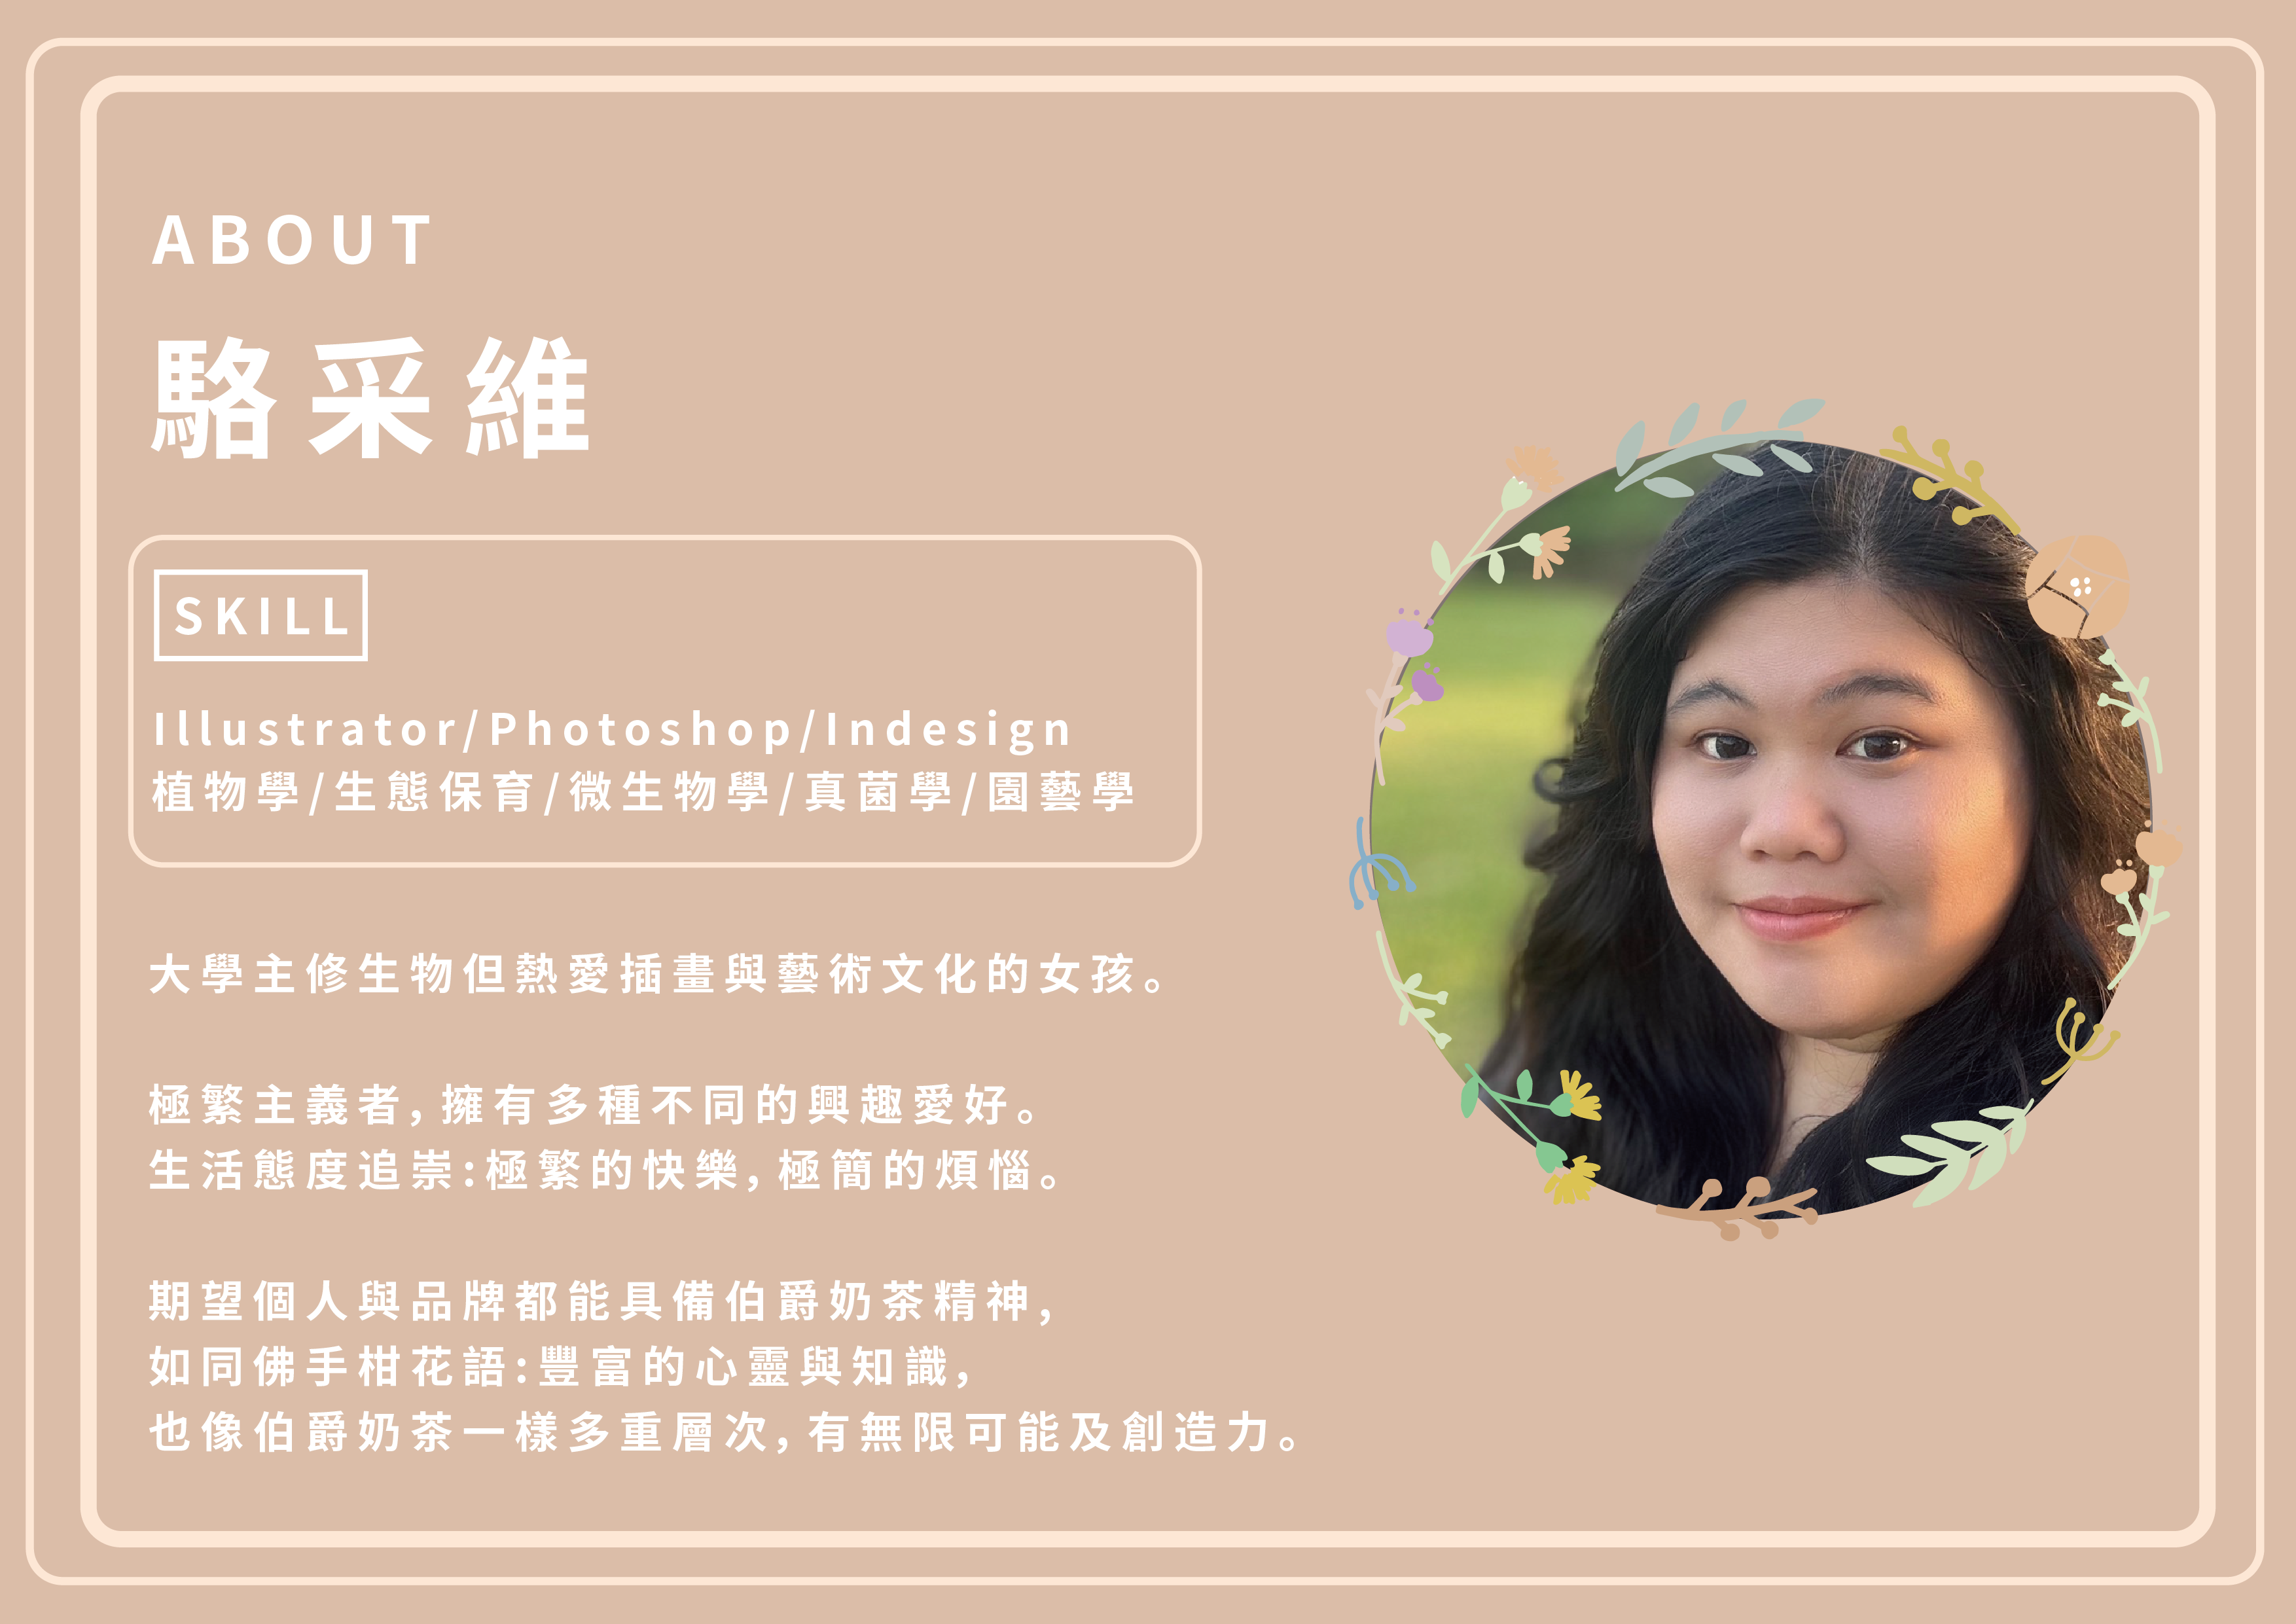 ABOUT
駱采維
SKILL
Illustrator/Photoshop/Indesign
植物學/生態保育/微生物學/真菌學/園藝學
大學主修生物但熱愛插畫與藝術文化的女孩。
極繁主義者,擁有多種不同的興趣愛好。
生活態度追崇:極繁的快樂,極簡的煩惱。
期望個人與品牌都能具備伯爵奶茶精神,
如同佛手柑花語:豐富的心靈與知識,
也像伯爵奶茶一樣多重層次,有無限可能及創造力。